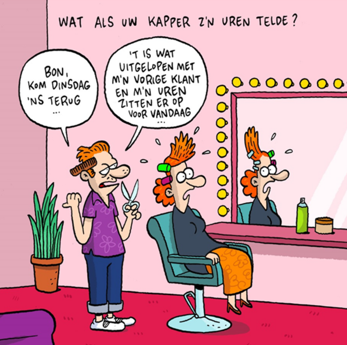 WAT ALS UW KAPPER Z'N UREN TELDE?
BON,
KOM DINSDAG
'NS TERUG
...
'T IS WAT
UITGELOPEN MET
M'N VORIGE KLANT
EN M'N UREN
ZITTEN ER OP
VOOR VANDAAG
...